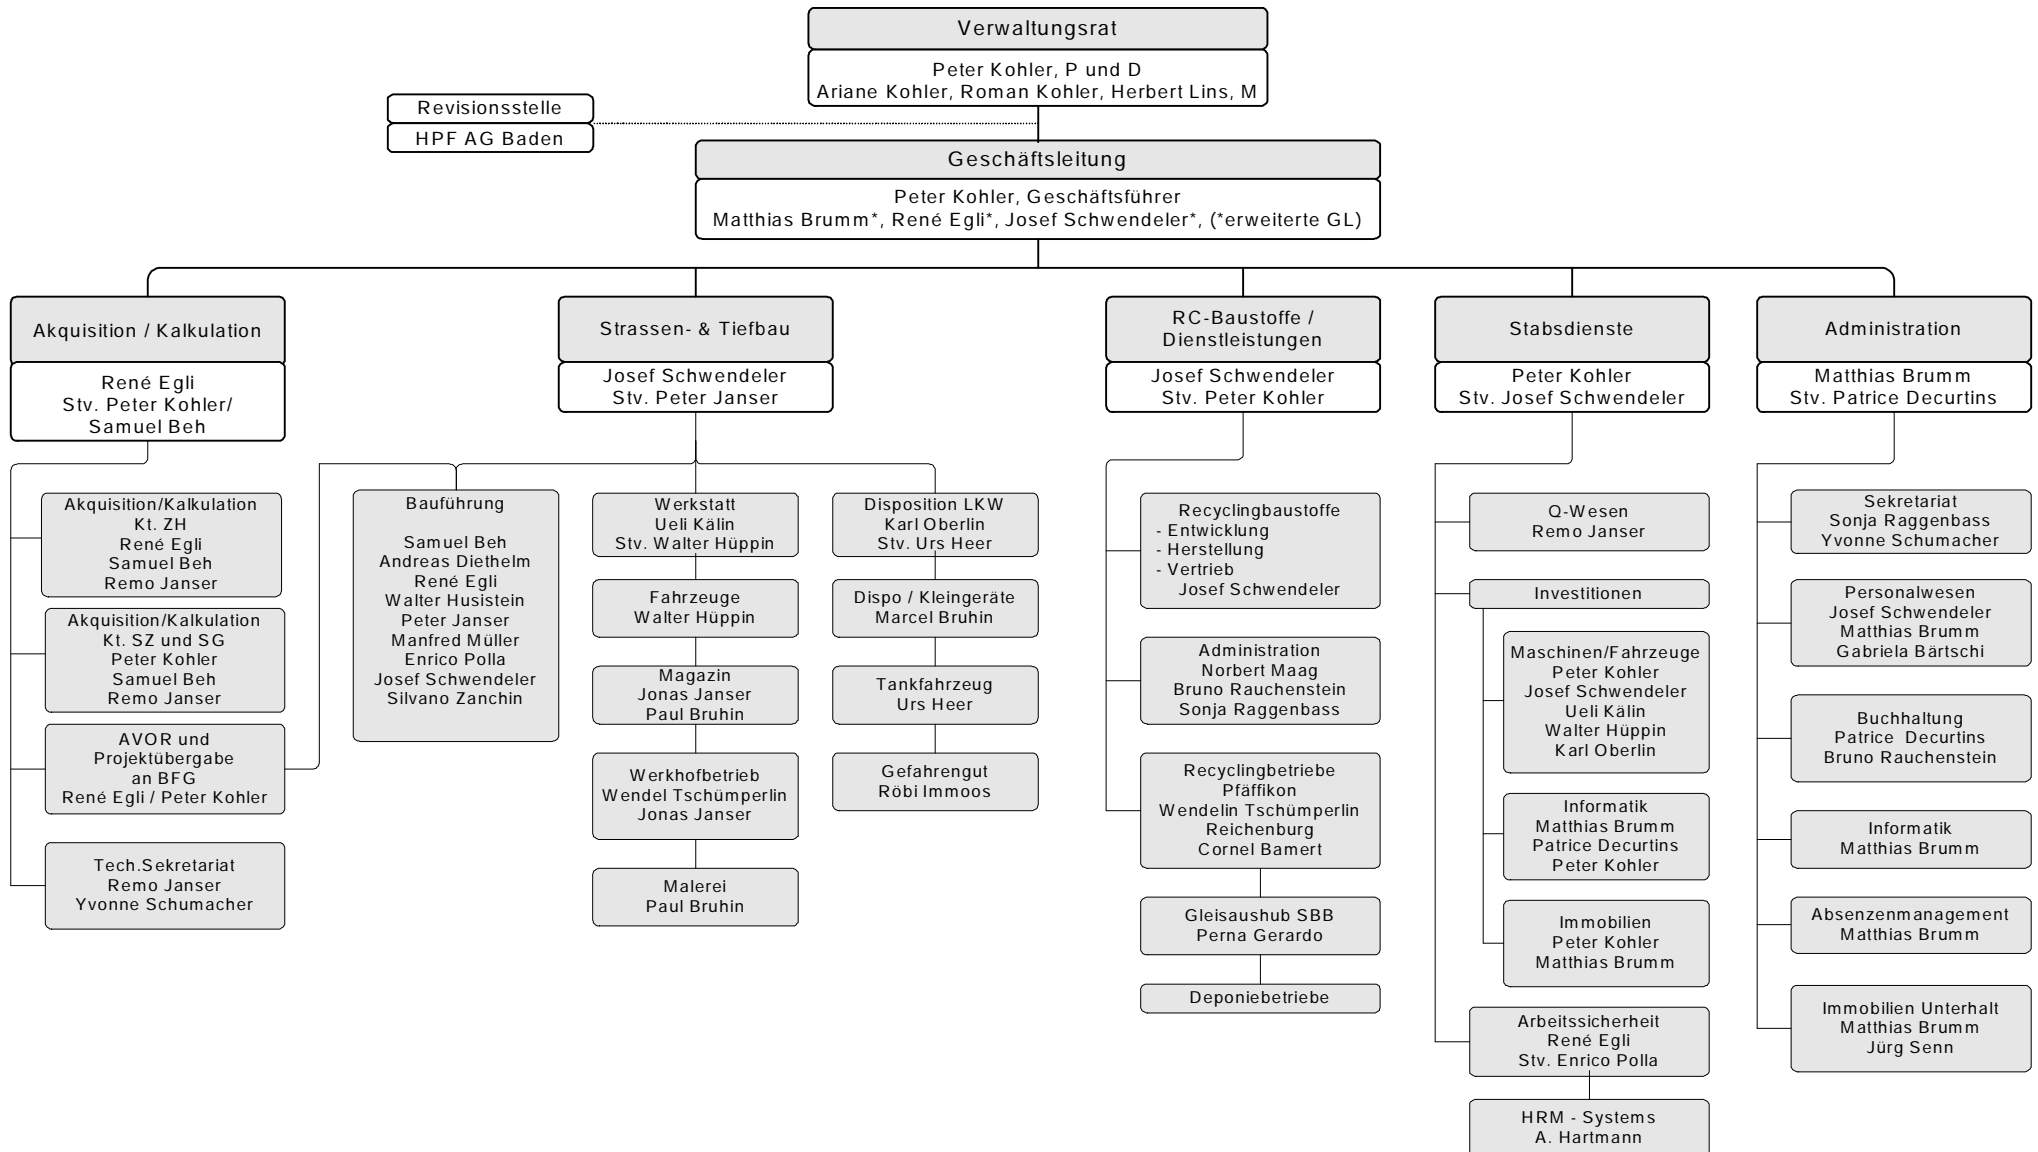 Verwaltungsrat
Peter Kohler, P und D
Ariane Kohler, Roman Kohler, Herbert Lins, M
Revisionsstelle
HPF AG Baden
Geschäftsleitung
Peter Kohler, Geschäftsführer
Matthias Brumm*, René Egli*, Josef Schwendeler*, (*erweiterte GL)
Akquisition / Kalkulation
René Egli
Stv. Peter Kohler/
Samuel Beh
Akquisition/Kalkulation
Kt. ZH
René Egli
Samuel Beh
Remo Janser
Akquisition/Kalkulation
Kt. SZ und SG
Peter Kohler
Samuel Beh
Remo Janser
AVOR und
Projektübergabe
an BFG
René Egli / Peter Kohler
Tech.Sekretariat
Remo Janser
Yvonne Schumacher
Strassen- & Tiefbau
Josef Schwendeler
Stv. Peter Janser
Bauführung
Samuel Beh
Andreas Diethelm
René Egli
Walter Husistein
Peter Janser
Manfred Müller
Enrico Polla
Josef Schwendeler
Silvano Zanchin
Werkstatt
Ueli Kälin
Stv. Walter Hüppin
Fahrzeuge
Walter Hüppin
Magazin
Jonas Janser
Paul Bruhin
Werkhofbetrieb
Wendel Tschümperlin
Jonas Janser
Malerei
Paul Bruhin
Disposition LKW
Karl Oberlin
Stv. Urs Heer
Dispo / Kleingeräte
Marcel Bruhin
Tankfahrzeug
Urs Heer
Gefahrengut
Röbi Immoos
RC-Baustoffe /
Dienstleistungen
Josef Schwendeler
Stv. Peter Kohler
Recyclingbaustoffe
- Entwicklung
- Herstellung
- Vertrieb
Josef Schwendeler
Administration
Norbert Maag
Bruno Rauchenstein
Sonja Raggenbass
Recyclingbetriebe
Pfäffikon
Wendelin Tschümperlin
Reichenburg
Cornel Bamert
Gleisaushub SBB
Perna Gerardo
Deponiebetriebe
Stabsdienste
Peter Kohler
Stv. Josef Schwendeler
Q-Wesen
Remo Janser
Investitionen
Maschinen/Fahrzeuge
Peter Kohler
Josef Schwendeler
Ueli Kälin
Walter Hüppin
Karl Oberlin
Informatik
Matthias Brumm
Patrice Decurtins
Peter Kohler
Immobilien
Peter Kohler
Matthias Brumm
Arbeitssicherheit
René Egli
Stv. Enrico Polla
HRM - Systems
A. Hartmann
Administration
Matthias Brumm
Stv. Patrice Decurtins
Sekretariat
Sonja Raggenbass
Yvonne Schumacher
Personalwesen
Josef Schwendeler
Matthias Brumm
Gabriela Bärtschi
Buchhaltung
Patrice Decurtins
Bruno Rauchenstein
Informatik
Matthias Brumm
Absenzenmanagement
Matthias Brumm
Immobilien Unterhalt
Matthias Brumm
Jürg Senn